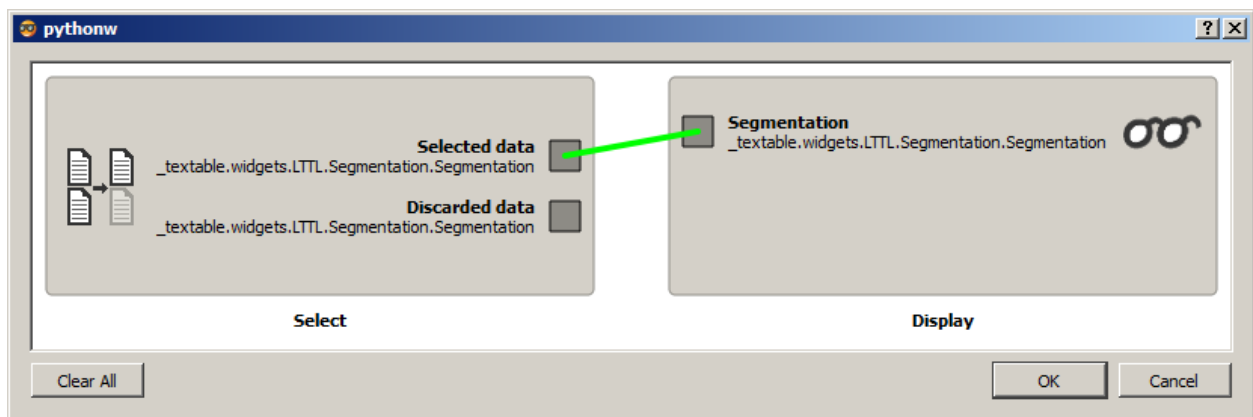 pythonw
Selected data
_textable.widgets.LTTL.Segmentation.Segmentation
Discarded data
_textable.widgets.LTTL.Segmentation.Segmentation
Select
Segmentation
_textable.widgets.LTTL.Segmentation.Segmentation
Display
Clear All
OK
Cancel